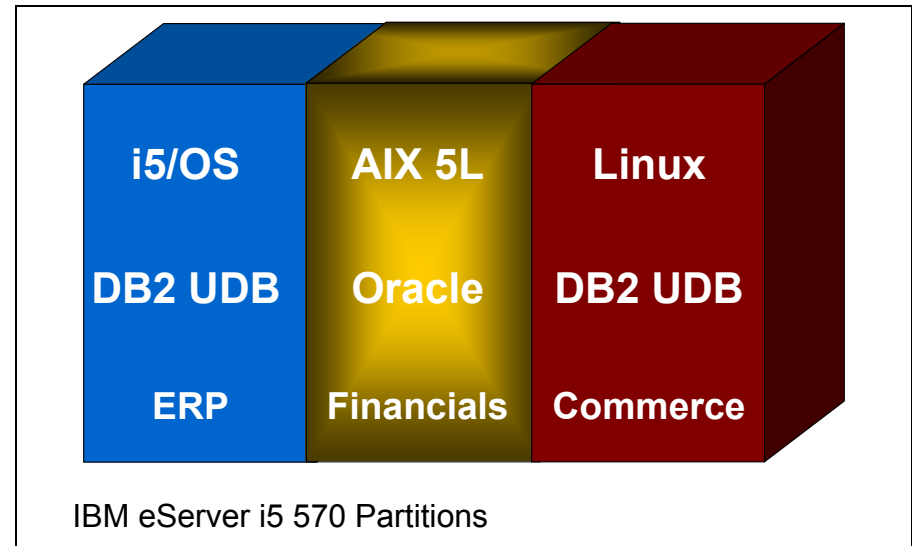 i5/OS
AIX 5L
Linux
DB2 UDB
Oracle
DB2 UDB
ERP
Financials
Commerce
IBM eServer i5 570 Partitions